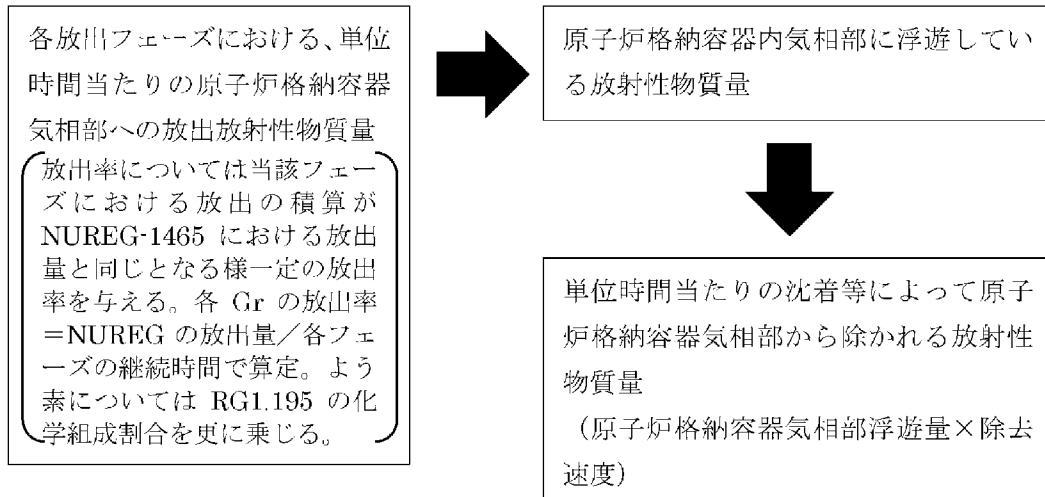 各放出フェーズにおける、単位
時間当たりの原子炉格納容器
気相部への放出放射性物質量
放出率については当該フェー
ズにおける放出の積算が
NUREG-1465 における放出
量と同じとなる様一定の放出
率を与える。各 Gr の放出率
＝NUREG の放出量／各フェ
ーズの継続時間で算定。よう
素については RG1.195 の化
学組成割合を更に乗じる。
原子炉格納容器内気相部に浮遊してい
る放射性物質量
単位時間当たりの沈着等によって原子
炉格納容器気相部から除かれる放射性
物質量
（原子炉格納容器気相部浮遊量×除去
速度）